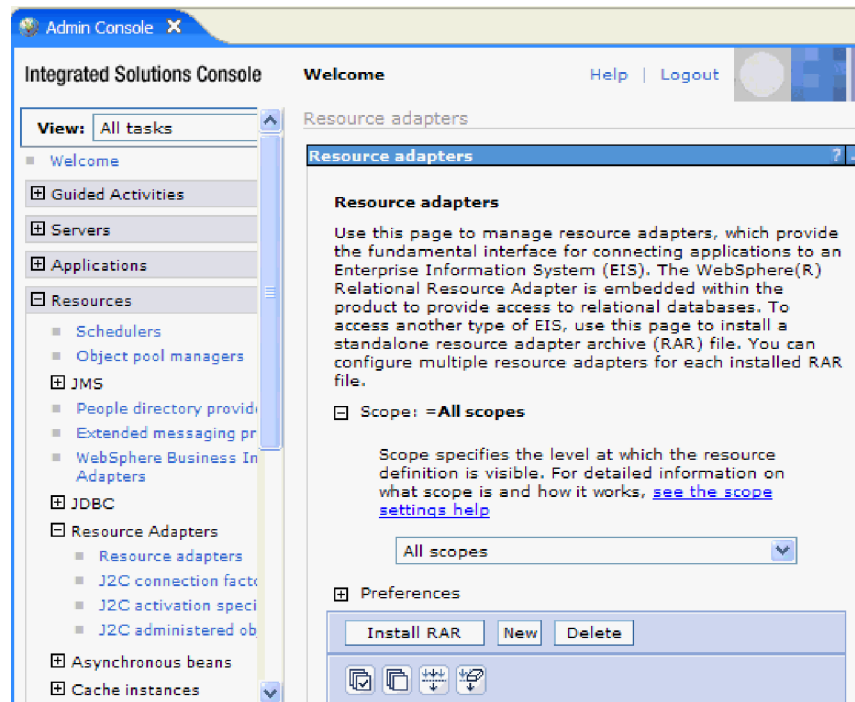 Admin Console
Integrated Solutions Console
Welcome
Help | Logout
View: All tasks
Welcome
Guided Activities
Servers
Applications
Resources
Schedulers
Object pool managers
JMS
People directory provid
Extended messaging pr
WebSphere Business In
Adapters
JDBC
Resource Adapters
Resource adapters
J2C connection facto
J2C activation speci
J2C administered ob
Asynchronous beans
Cache instances
Resource adapters
Resource adapters ?
Resource adapters
Use this page to manage resource adapters, which provide
the fundamental interface for connecting applications to an
Enterprise Information System (EIS). The WebSphere(R)
Relational Resource Adapter is embedded within the
product to provide access to relational databases. To
access another type of EIS, use this page to install a
standalone resource adapter archive (RAR) file. You can
configure multiple resource adapters for each installed RAR
file.
Scope: =All scopes
Scope specifies the level at which the resource
definition is visible. For detailed information on
what scope is and how it works, see the scope
settings help
All scopes
Preferences
Install RAR New Delete